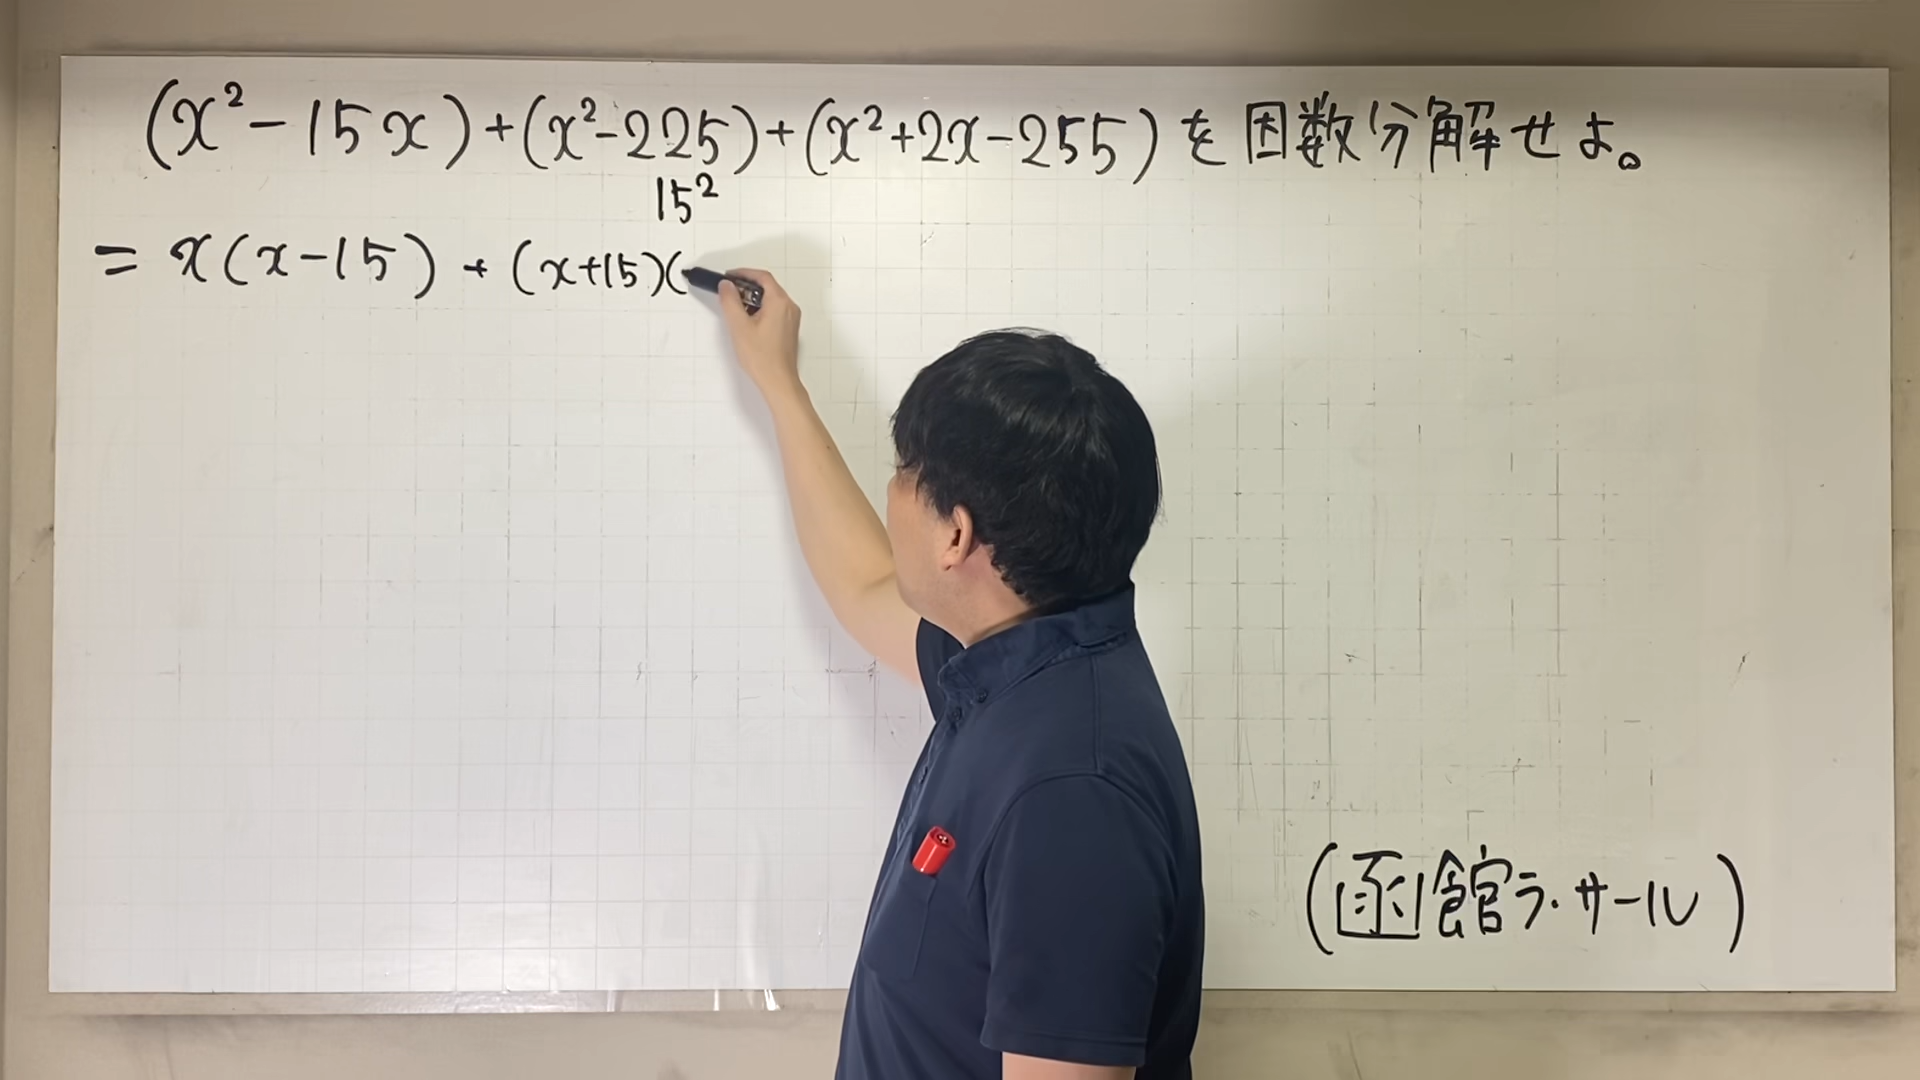 (x²-15x)+(x²-225)+(x²+2x-255)を因数分解せよ。
15²
= x(x-15) + (x+15)(
(函館ラ・サール)